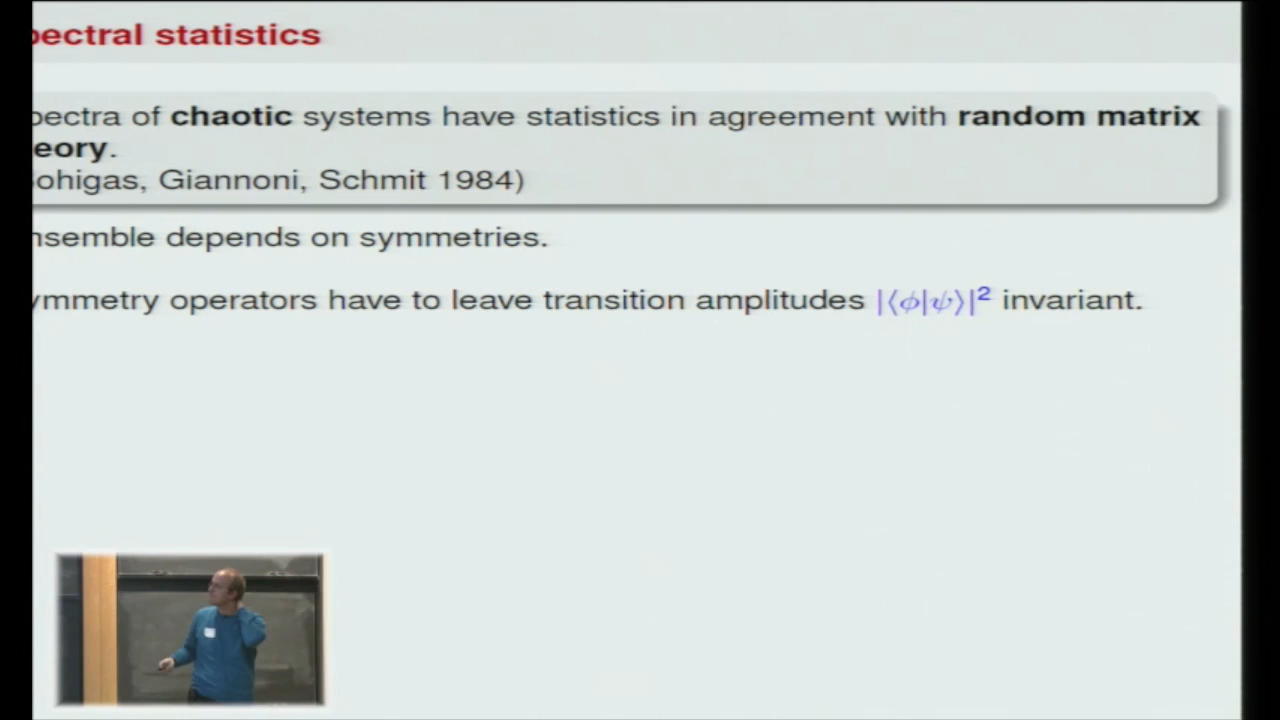 pectral statistics
pectra of chaotic systems have statistics in agreement with random matrix
eory.
ohigas, Giannoni, Schmit 1984)
nsemble depends on symmetries.
ymmetry operators have to leave transition amplitudes |⟨ϕ|ψ⟩|² invariant.